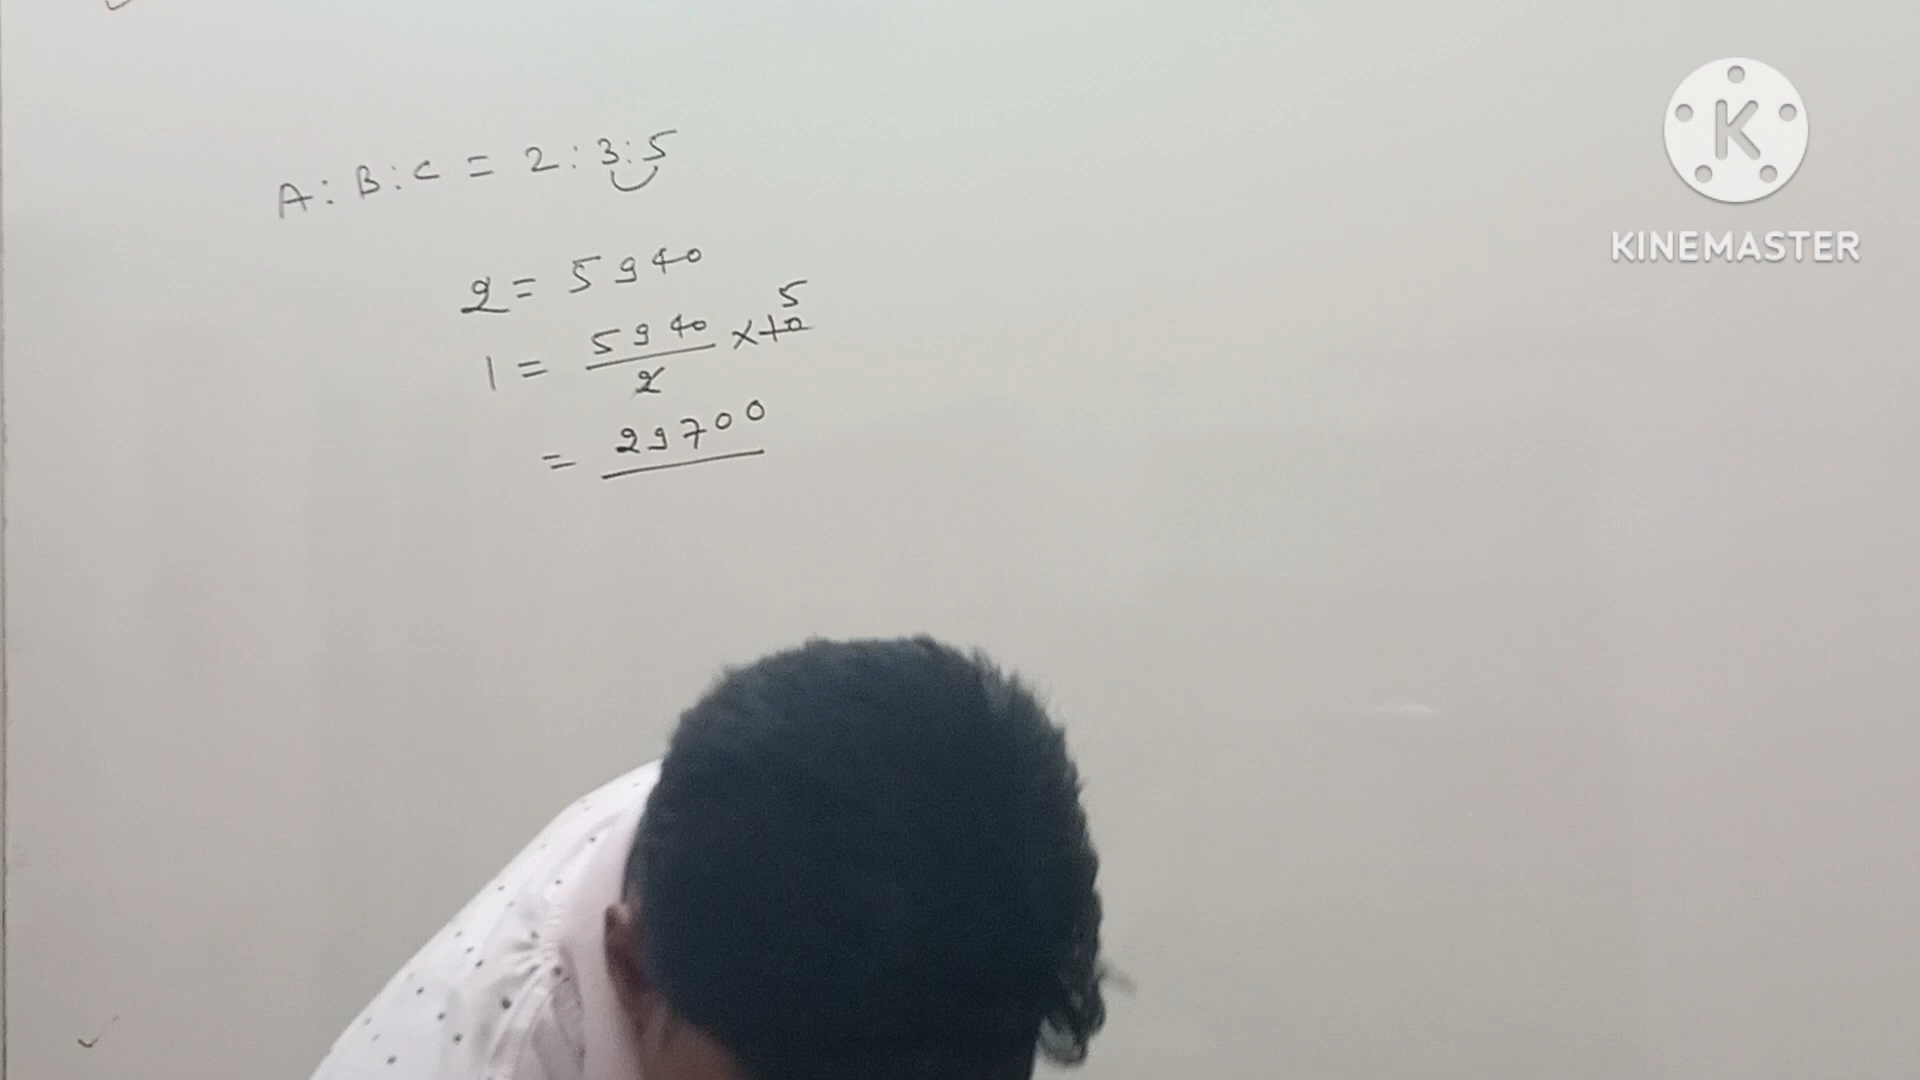 A : B : C = 2 : 3 : 5
2 = 5940
5
1 = 5940/2 × 10
= 29700
KINEMASTER